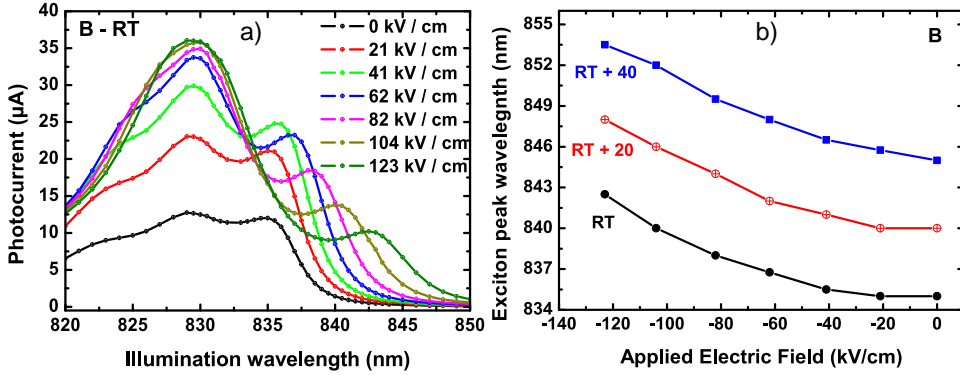 B - RT
a)
0 kV / cm
21 kV / cm
41 kV / cm
62 kV / cm
82 kV / cm
104 kV / cm
123 kV / cm
40
35
30
25
20
15
10
5
0
Photocurrent (µA)
820 825 830 835 840 845 850
Illumination wavelength (nm)
b)
B
RT + 40
RT + 20
RT
855
852
849
846
843
840
837
834
Exciton peak wavelegnth (nm)
-140 -120 -100 -80 -60 -40 -20 0
Applied Electric Field (kV/cm)